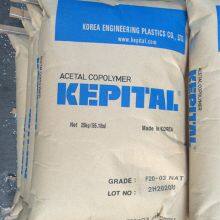 KOREA ENGINEERING PLASTICS CO., LTD.
www.kepital.com
ACETAL COPOLYMER
KEPITAL
Net 25kg(55.1lbs)
Made in KOREA
GRADE : F20-03 NAT
LOT NO :